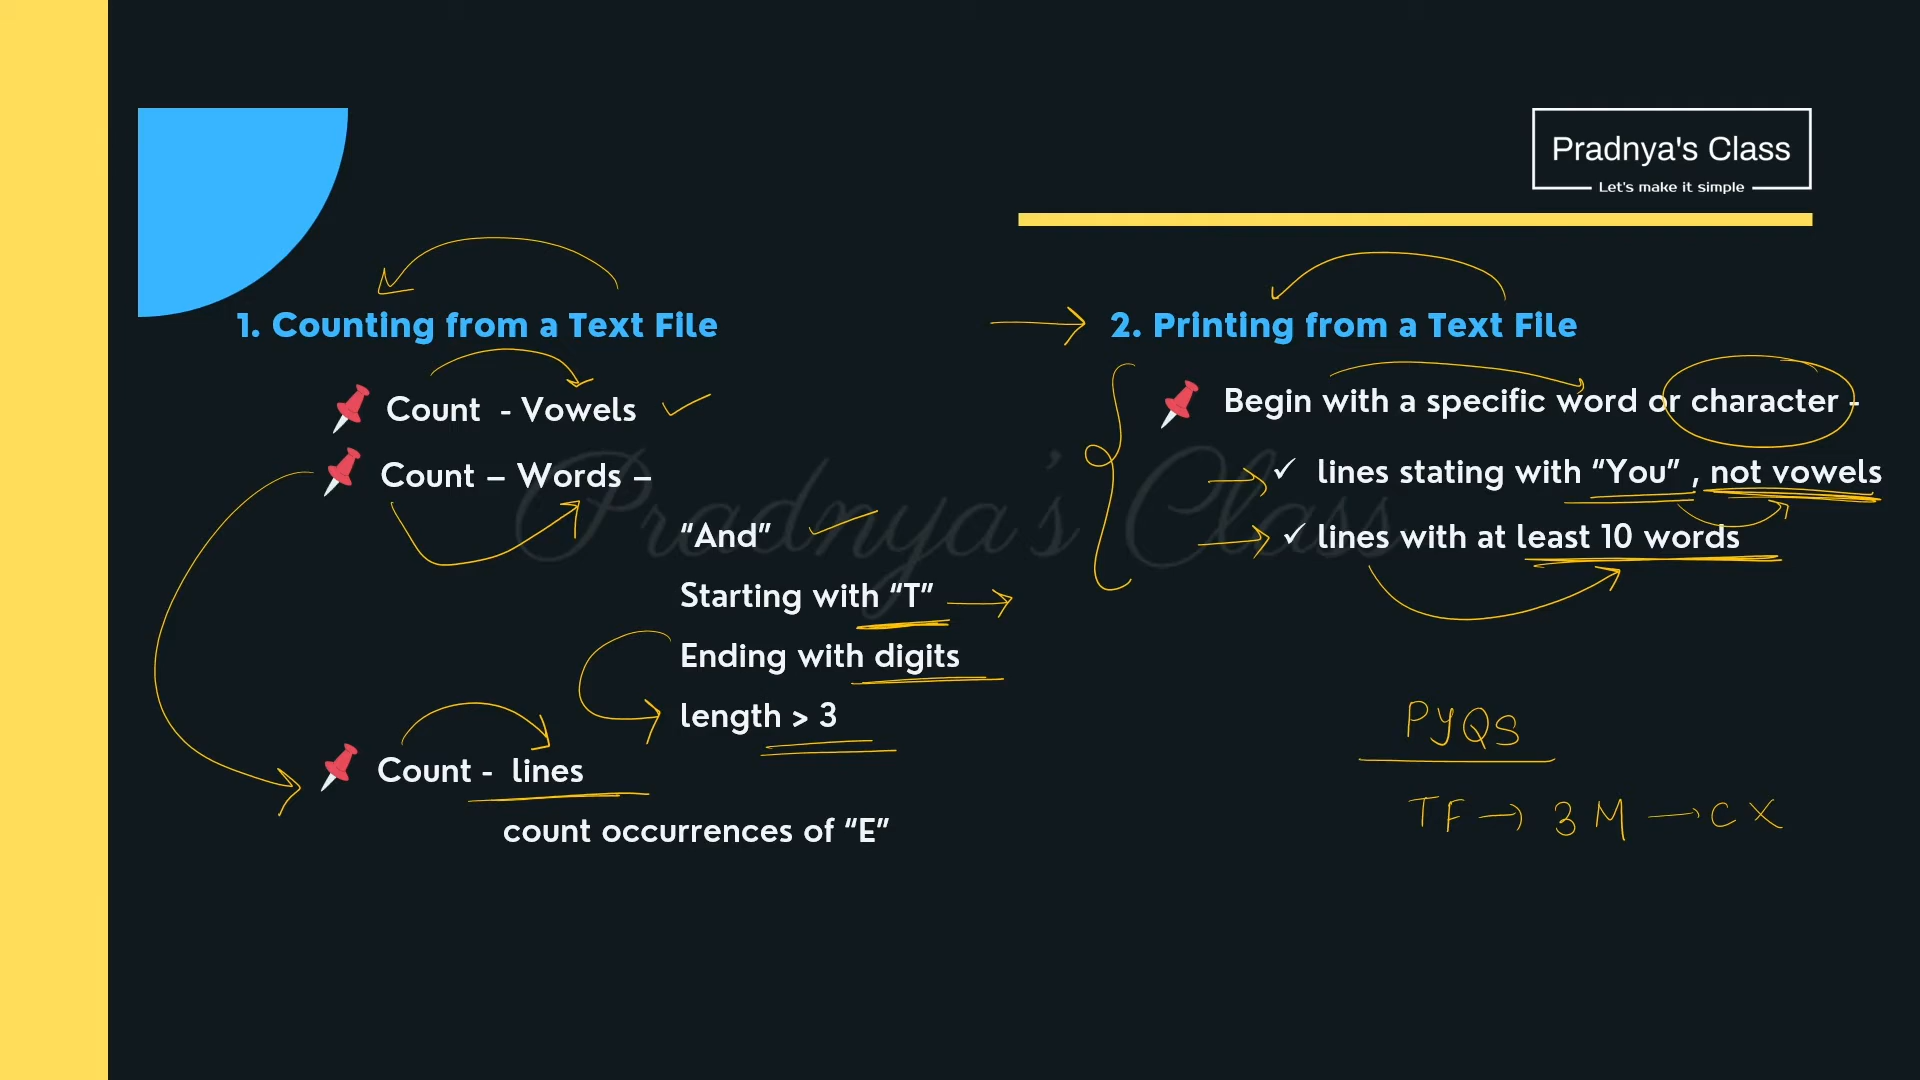 Pradnya's Class
Let's make it simple
1. Counting from a Text File
Count - Vowels
Count – Words –
"And"
Starting with "T"
Ending with digits
length > 3
Count - lines
count occurrences of "E"
2. Printing from a Text File
Begin with a specific word or character -
✓ lines stating with "You" , not vowels
✓ lines with at least 10 words
PYQS
TF → 3 M → C X
Pradnya's Class